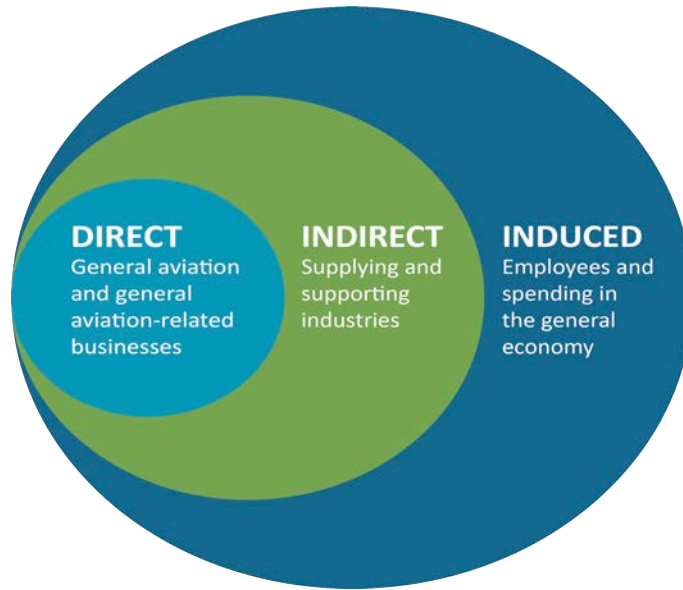 DIRECT
General aviation
and general
aviation-related
businesses
INDIRECT
Supplying and
supporting
industries
INDUCED
Employees and
spending in
the general
economy